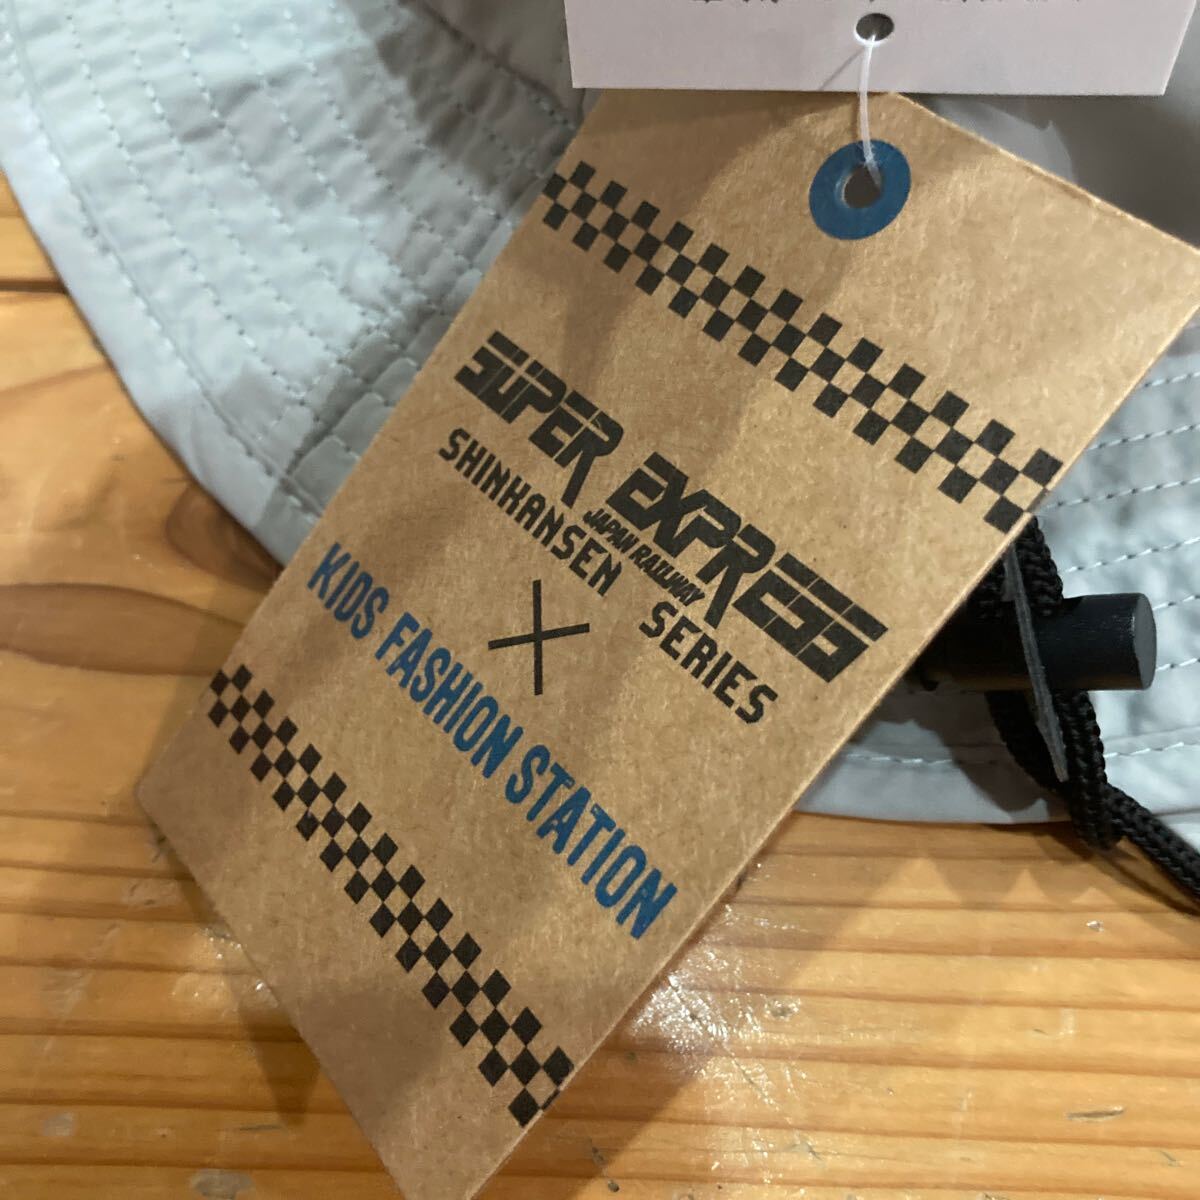 SUPER EXPRESS
JAPAN RAILWAY
SHINKANSEN SERIES
×
KIDS FASHION STATION